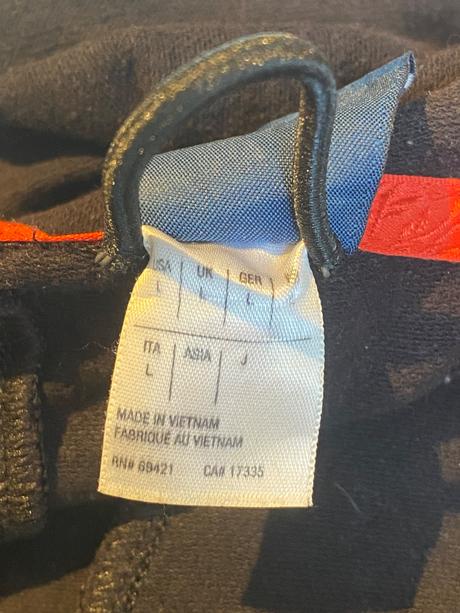 USA UK GER
L L L
ITA ASIA J
L
MADE IN VIETNAM
FABRIQUÉ AU VIETNAM
RN# 69421 CA# 17335